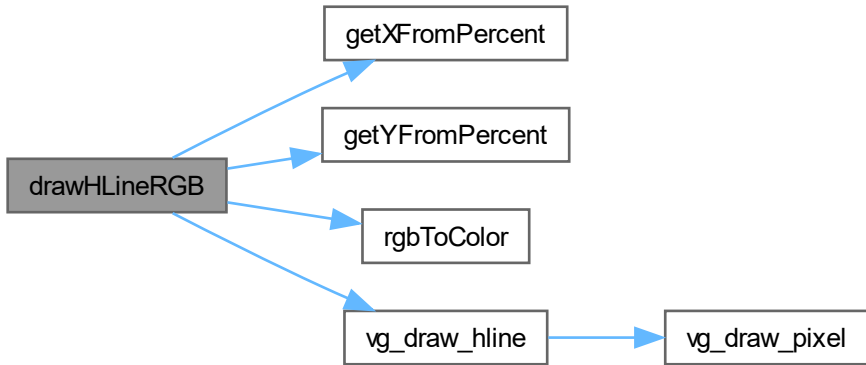 getXFromPercent
getYFromPercent
drawHLineRGB
rgbToColor
vg_draw_hline
vg_draw_pixel